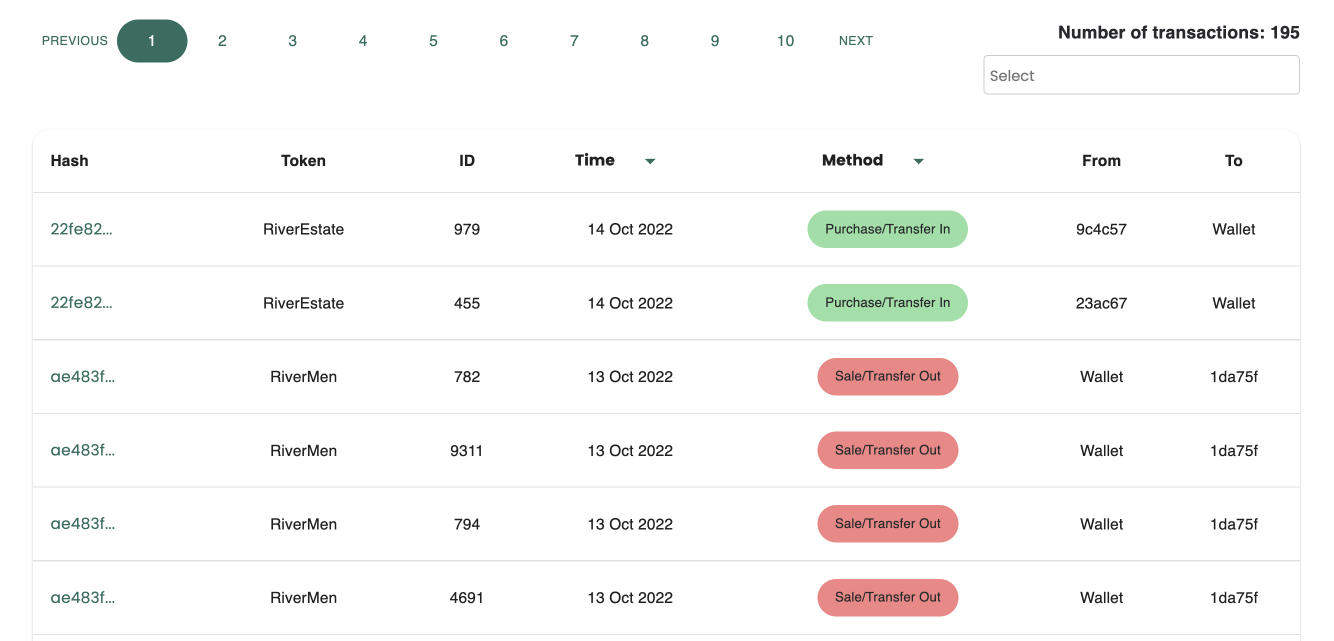 PREVIOUS 1 2 3 4 5 6 7 8 9 10 NEXT
Number of transactions: 195
Select
Hash Token ID Time Method From To
22fe82... RiverEstate 979 14 Oct 2022 Purchase/Transfer In 9c4c57 Wallet
22fe82... RiverEstate 455 14 Oct 2022 Purchase/Transfer In 23ac67 Wallet
ae483f... RiverMen 782 13 Oct 2022 Sale/Transfer Out Wallet 1da75f
ae483f... RiverMen 9311 13 Oct 2022 Sale/Transfer Out Wallet 1da75f
ae483f... RiverMen 794 13 Oct 2022 Sale/Transfer Out Wallet 1da75f
ae483f... RiverMen 4691 13 Oct 2022 Sale/Transfer Out Wallet 1da75f